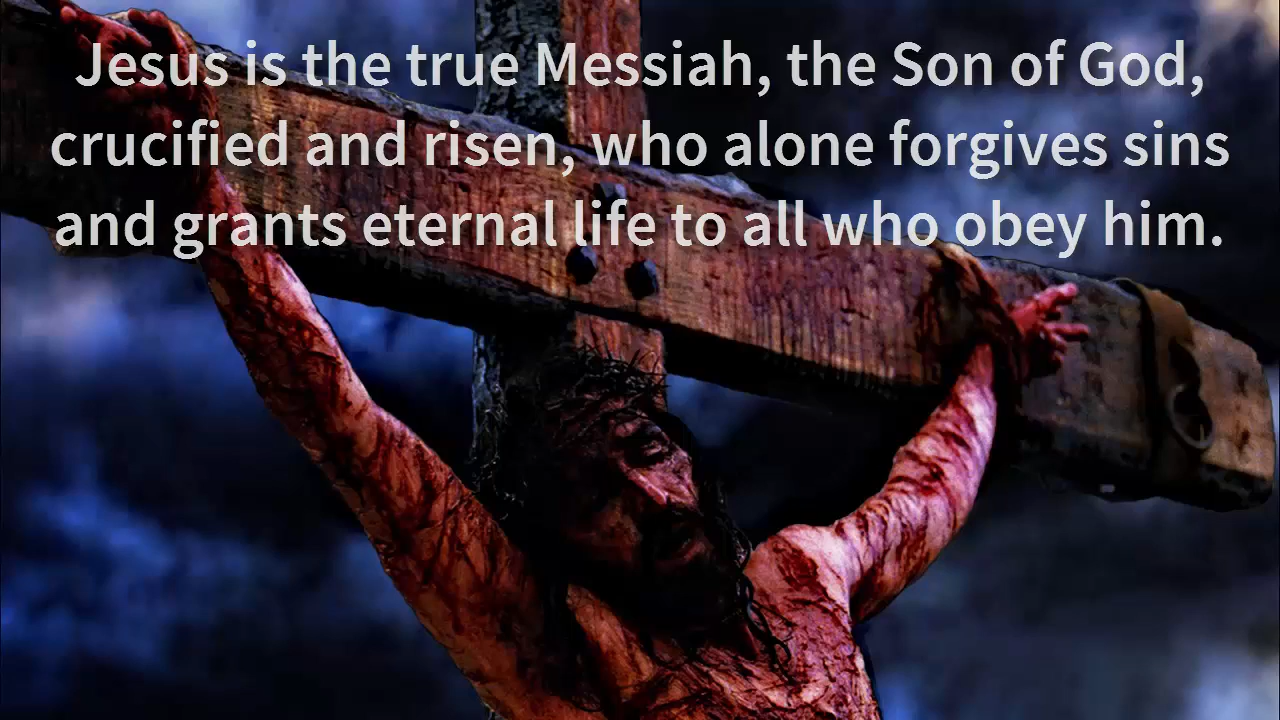 Jesus is the true Messiah, the Son of God,
crucified and risen, who alone forgives sins
and grants eternal life to all who obey him.